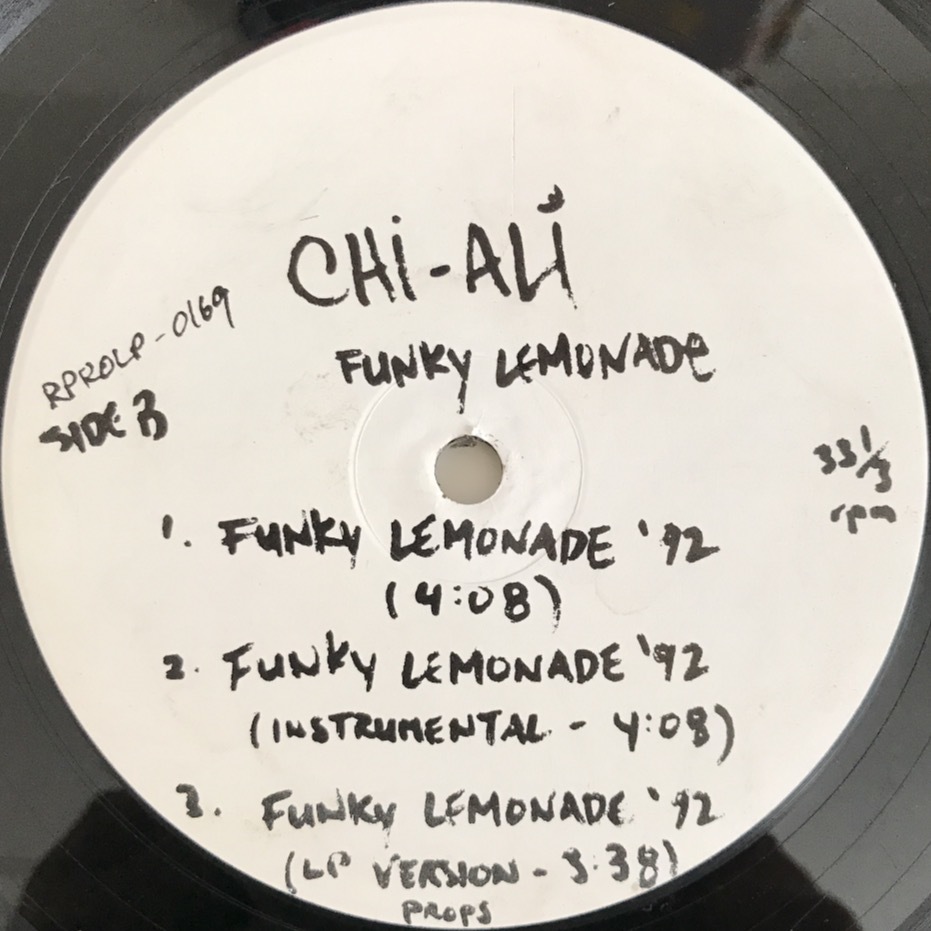 CHi-ALi
RPROLP-0169
FUNKY LEMONADE
SIDE B
33 1/3
rpm
1. FUNKY LEMONADE '92
(4:08)
2. FUNKY LEMONADE '92
(INSTRUMENTAL - 4:08)
3. FUNKY LEMONADE '92
(LP VERSION - 3:38)
PROPS